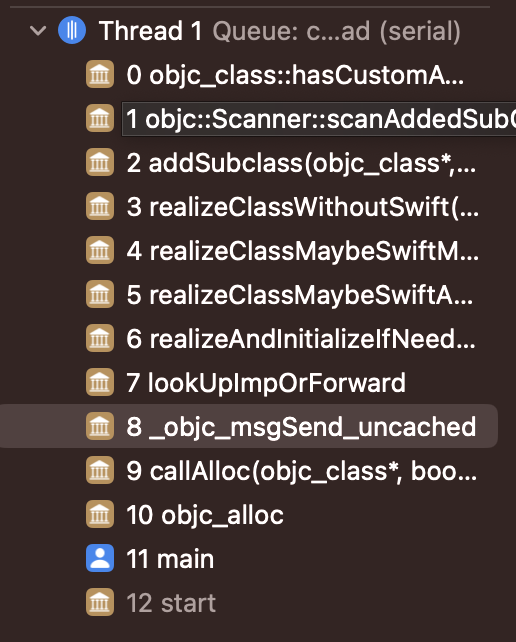 Thread 1 Queue: c...ad (serial)
0 objc_class::hasCustomA...
1 objc::Scanner::scanAddedSub
2 addSubclass(objc_class*,...
3 realizeClassWithoutSwift(...
4 realizeClassMaybeSwiftM...
5 realizeClassMaybeSwiftA...
6 realizeAndInitializeIfNeed...
7 lookUpImpOrForward
8 _objc_msgSend_uncached
9 callAlloc(objc_class*, boo...
10 objc_alloc
11 main
12 start